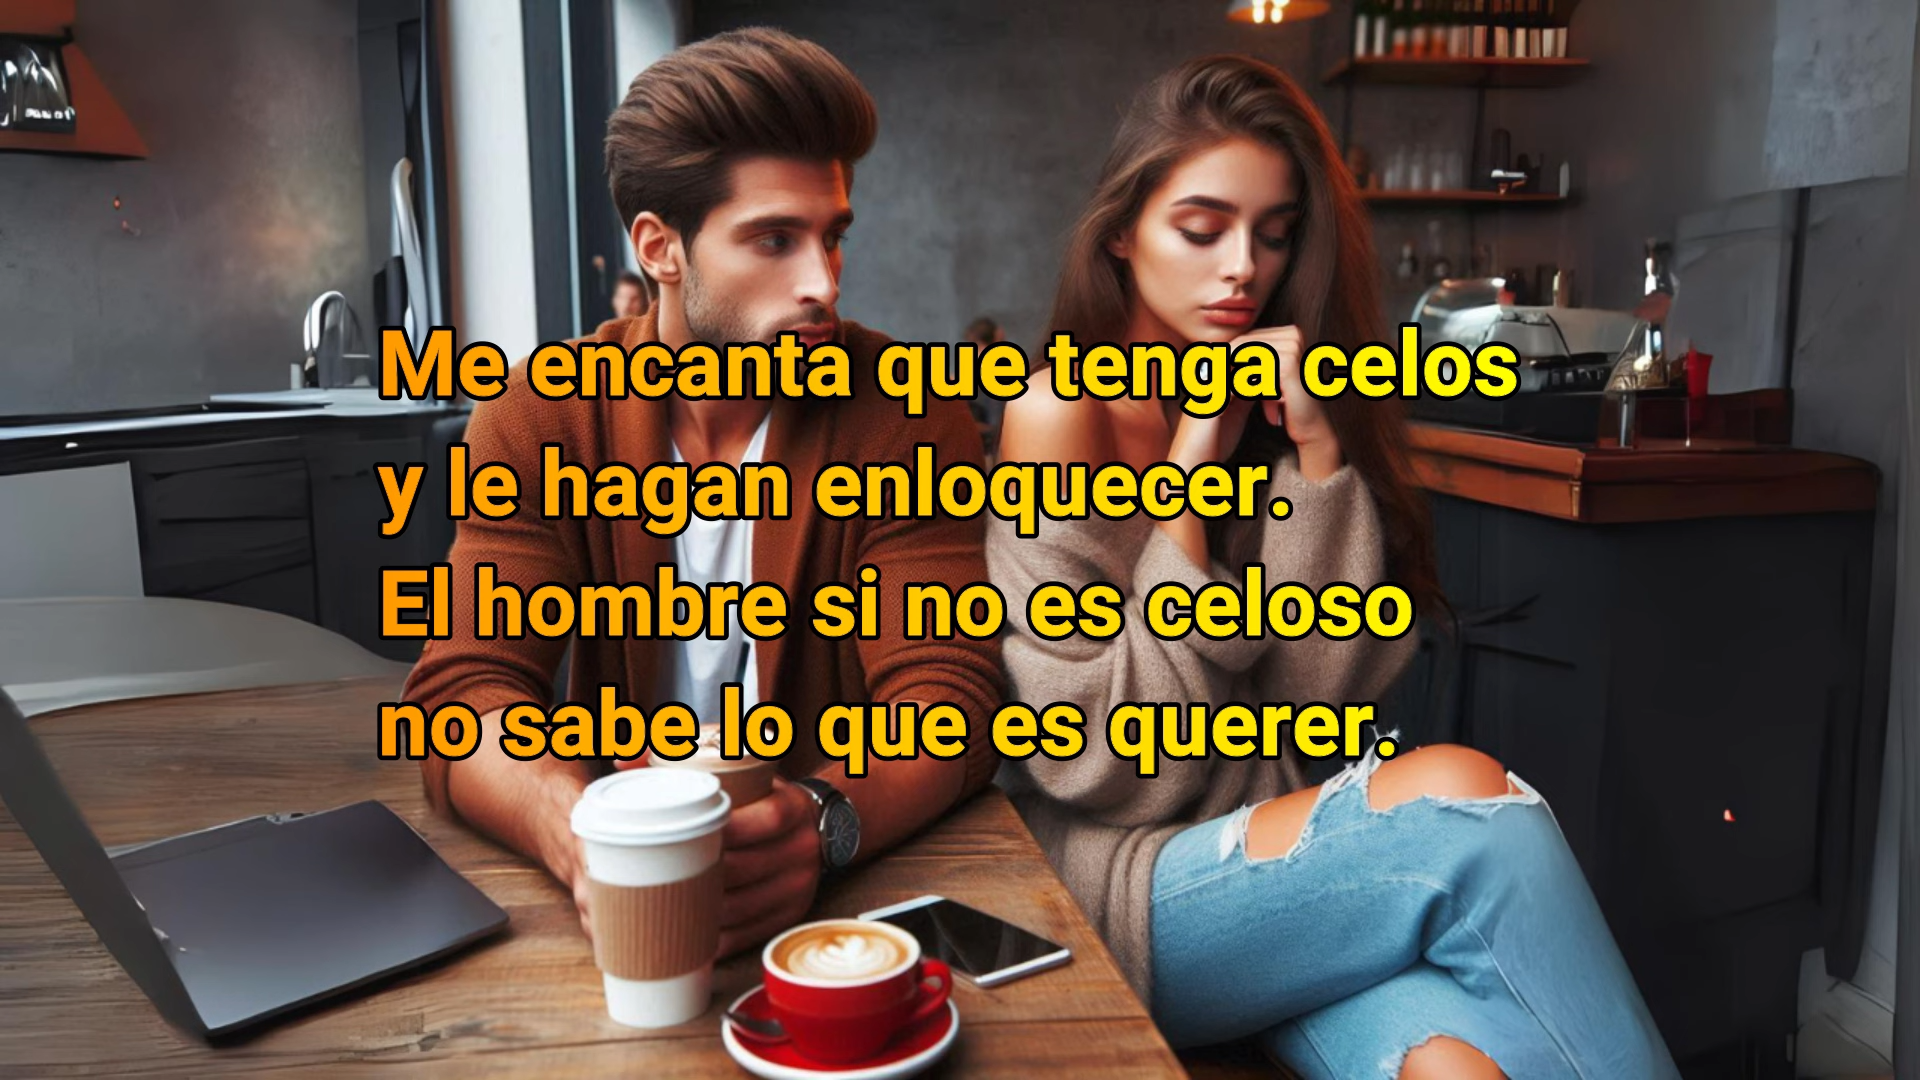 Me encanta que tenga celos
y le hagan enloquecer.
El hombre si no es celoso
no sabe lo que es querer.